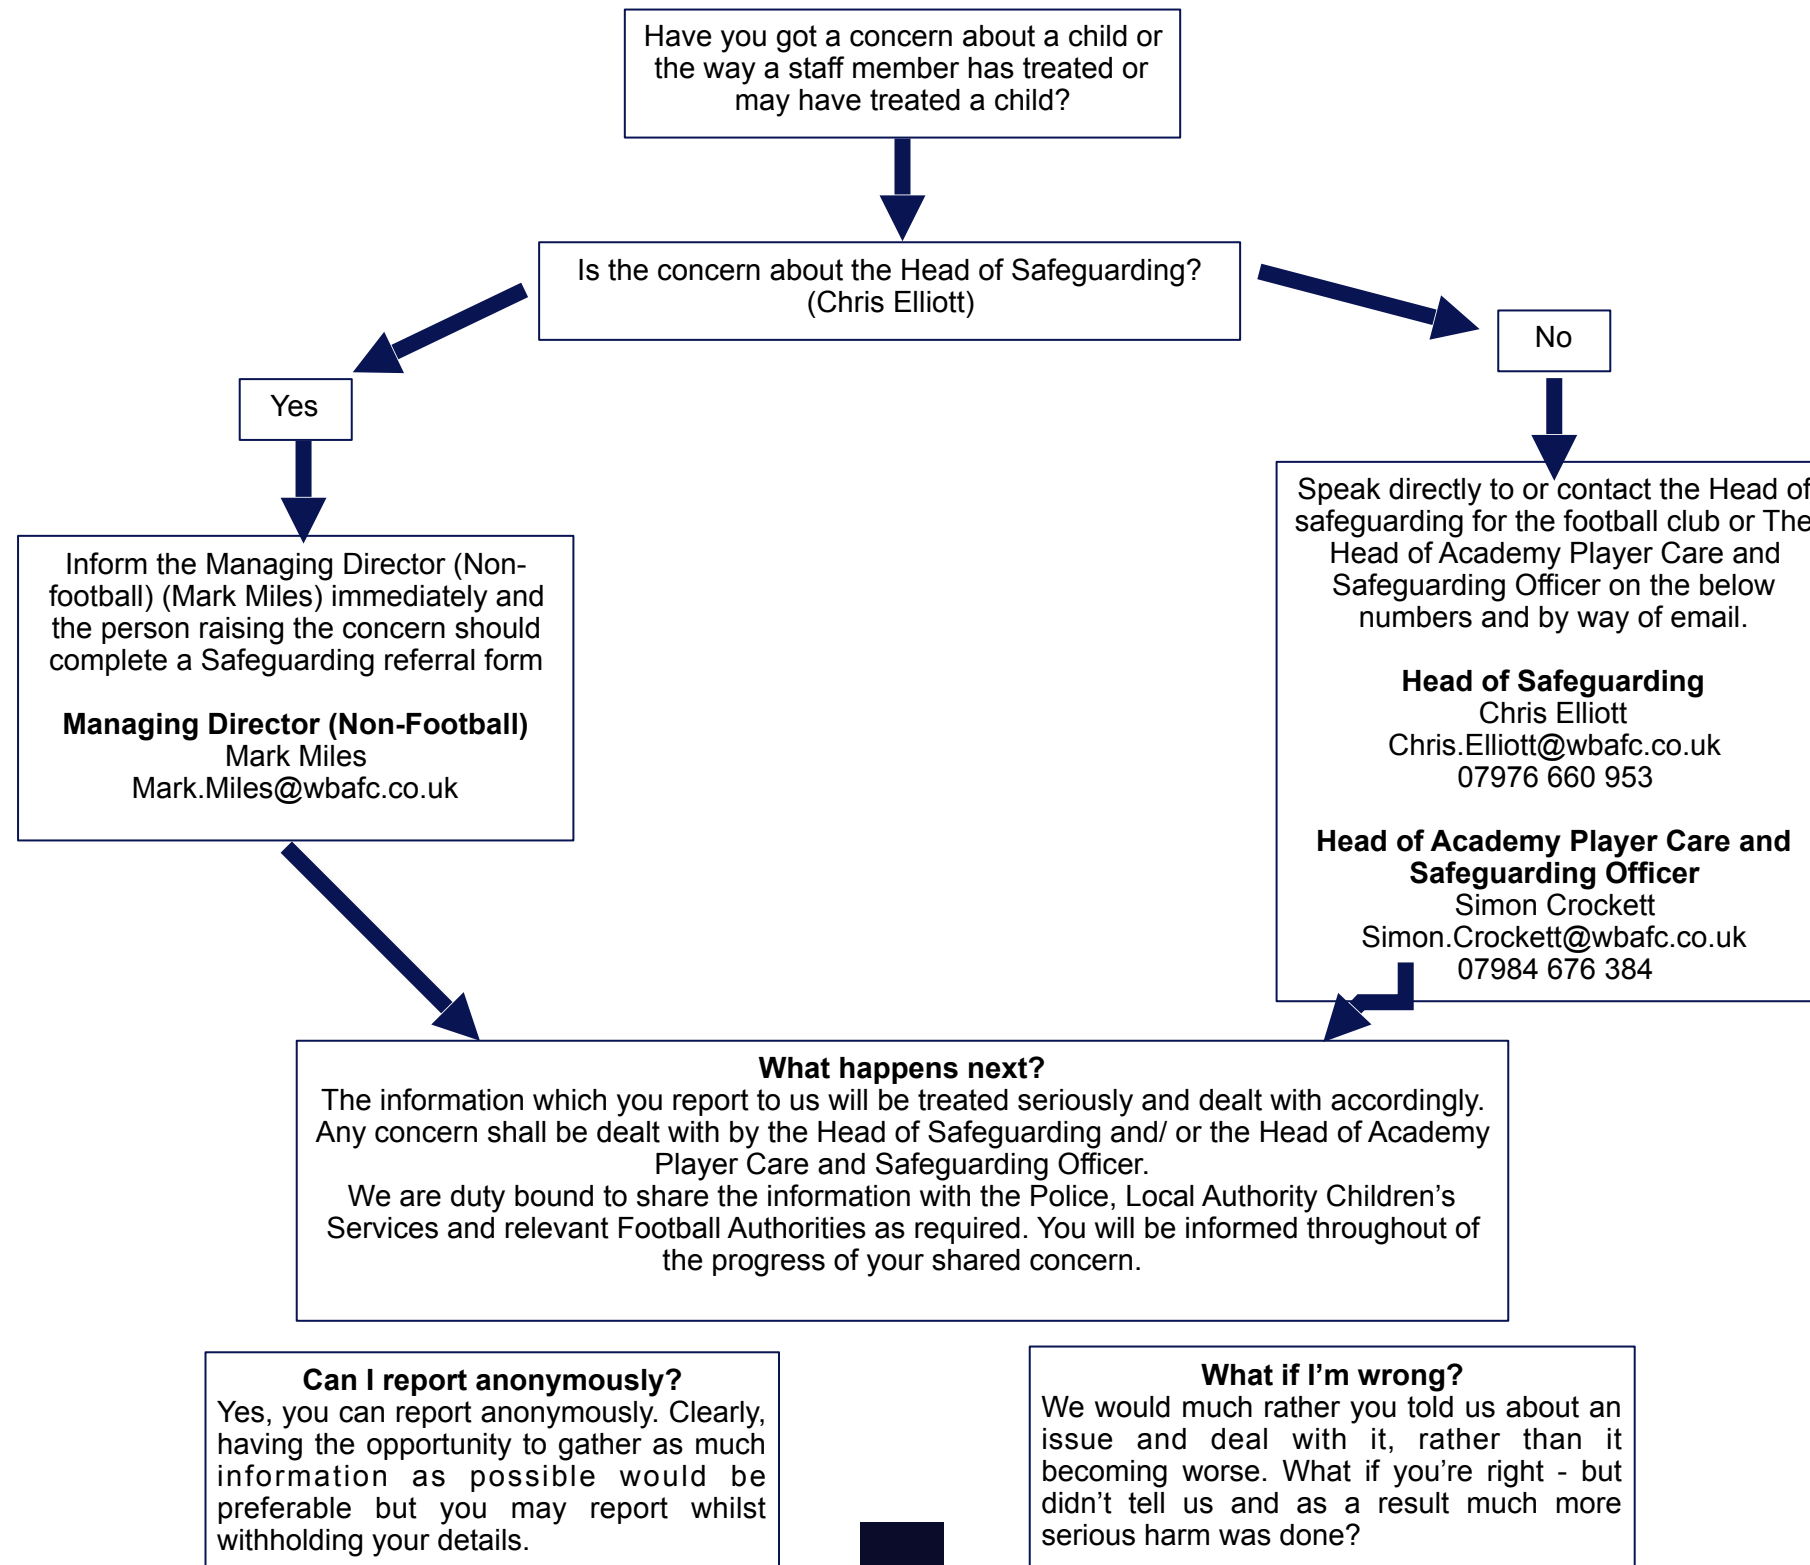 Have you got a concern about a child or
the way a staff member has treated or
may have treated a child?
Is the concern about the Head of Safeguarding?
(Chris Elliott)
Yes
No
Inform the Managing Director (Non-
football) (Mark Miles) immediately and
the person raising the concern should
complete a Safeguarding referral form
Managing Director (Non-Football)
Mark Miles
Mark.Miles@wbafc.co.uk
Speak directly to or contact the Head of
safeguarding for the football club or The
Head of Academy Player Care and
Safeguarding Officer on the below
numbers and by way of email.
Head of Safeguarding
Chris Elliott
Chris.Elliott@wbafc.co.uk
07976 660 953
Head of Academy Player Care and
Safeguarding Officer
Simon Crockett
Simon.Crockett@wbafc.co.uk
07984 676 384
What happens next?
The information which you report to us will be treated seriously and dealt with accordingly.
Any concern shall be dealt with by the Head of Safeguarding and/ or the Head of Academy
Player Care and Safeguarding Officer.
We are duty bound to share the information with the Police, Local Authority Children’s
Services and relevant Football Authorities as required. You will be informed throughout of
the progress of your shared concern.
Can I report anonymously?
Yes, you can report anonymously. Clearly,
having the opportunity to gather as much
information as possible would be
preferable but you may report whilst
withholding your details.
What if I’m wrong?
We would much rather you told us about an
issue and deal with it, rather than it
becoming worse. What if you’re right - but
didn’t tell us and as a result much more
serious harm was done?